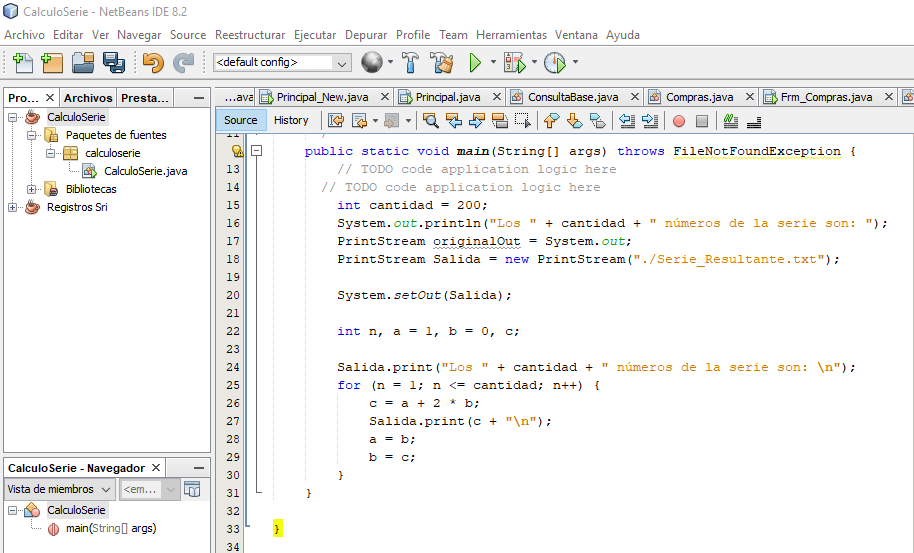 CalculoSerie - NetBeans IDE 8.2
Archivo Editar Ver Navegar Source Reestructurar Ejecutar Depurar Profile Team Herramientas Ventana Ayuda
<default config>
Pro... Archivos Presta...
CalculoSerie
Paquetes de fuentes
calculoserie
CalculoSerie.java
Bibliotecas
Registros Sri
CalculoSerie - Navegador
Vista de miembros <em...
CalculoSerie
main(String[] args)
...ava Principal_New.java Principal.java ConsultaBase.java Compras.java Frm_Compras.java
Source History
11 /
public static void main(String[] args) throws FileNotFoundException {
13 // TODO code application logic here
14 // TODO code application logic here
15 int cantidad = 200;
16 System.out.println("Los " + cantidad + " números de la serie son: ");
17 PrintStream originalOut = System.out;
18 PrintStream Salida = new PrintStream("./Serie_Resultante.txt");
19
20 System.setOut(Salida);
21
22 int n, a = 1, b = 0, c;
23
24 Salida.print("Los " + cantidad + " números de la serie son: \n");
25 for (n = 1; n <= cantidad; n++) {
26 c = a + 2 * b;
27 Salida.print(c + "\n");
28 a = b;
29 b = c;
30 }
31 }
32
33 }
34